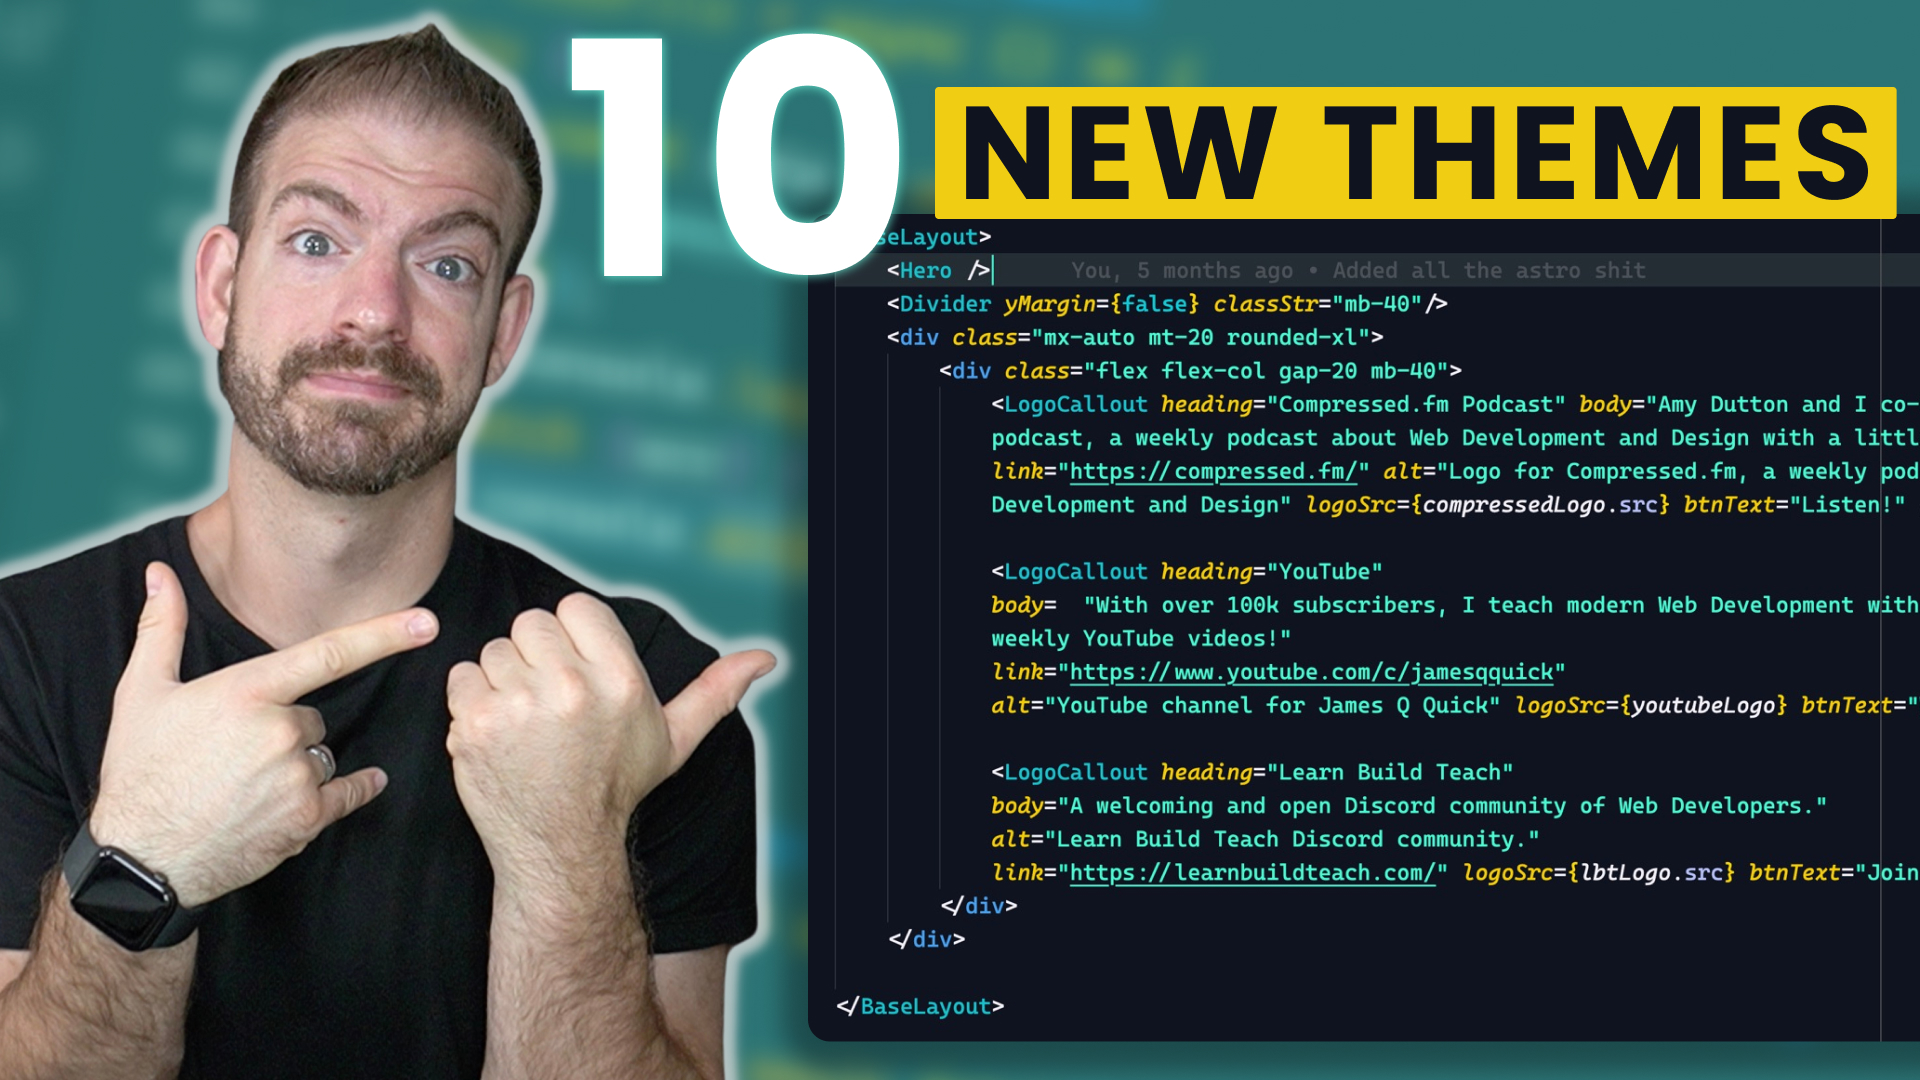 10
NEW THEMES
seLayout>
<Hero />        You, 5 months ago • Added all the astro shit
<Divider yMargin={false} classStr="mb-40"/>
<div class="mx-auto mt-20 rounded-xl">
<div class="flex flex-col gap-20 mb-40">
<LogoCallout heading="Compressed.fm Podcast" body="Amy Dutton and I co-
podcast, a weekly podcast about Web Development and Design with a littl
link="https://compressed.fm/" alt="Logo for Compressed.fm, a weekly pod
Development and Design" logoSrc={compressedLogo.src} btnText="Listen!"
<LogoCallout heading="YouTube"
body=  "With over 100k subscribers, I teach modern Web Development with
weekly YouTube videos!"
link="https://www.youtube.com/c/jamesqquick"
alt="YouTube channel for James Q Quick" logoSrc={youtubeLogo} btnText="
<LogoCallout heading="Learn Build Teach"
body="A welcoming and open Discord community of Web Developers."
alt="Learn Build Teach Discord community."
link="https://learnbuildteach.com/" logoSrc={lbtLogo.src} btnText="Join
</div>
</div>
</BaseLayout>